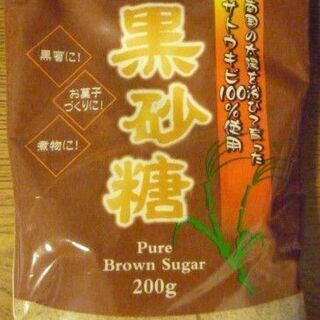 南国の太陽を浴びて育った
サトウキビ100%使用
黒砂糖
黒蜜に!
お菓子
づくりに!
煮物に!
Pure
Brown Sugar
200g